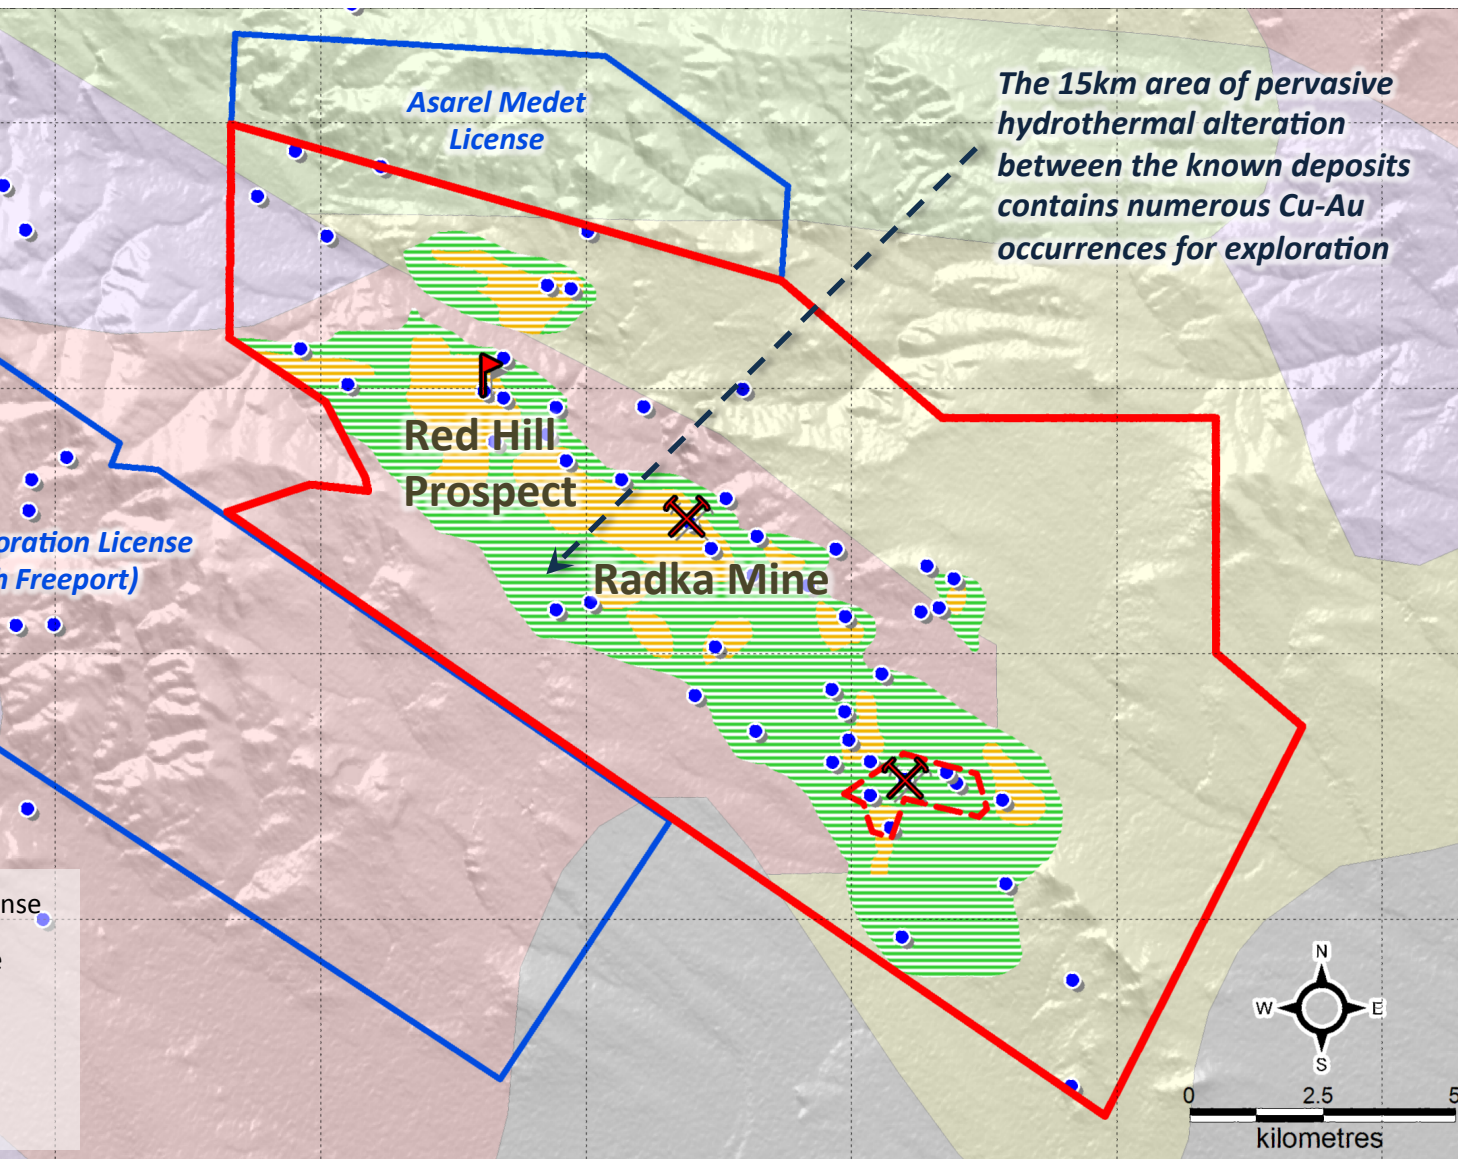 Asarel Medet
License
The 15km area of pervasive
hydrothermal alteration
between the known deposits
contains numerous Cu-Au
occurrences for exploration
Red Hill
Prospect
Radka Mine
oration License
h Freeport)
nse
e
N
W E
S
0 2.5 5
kilometres